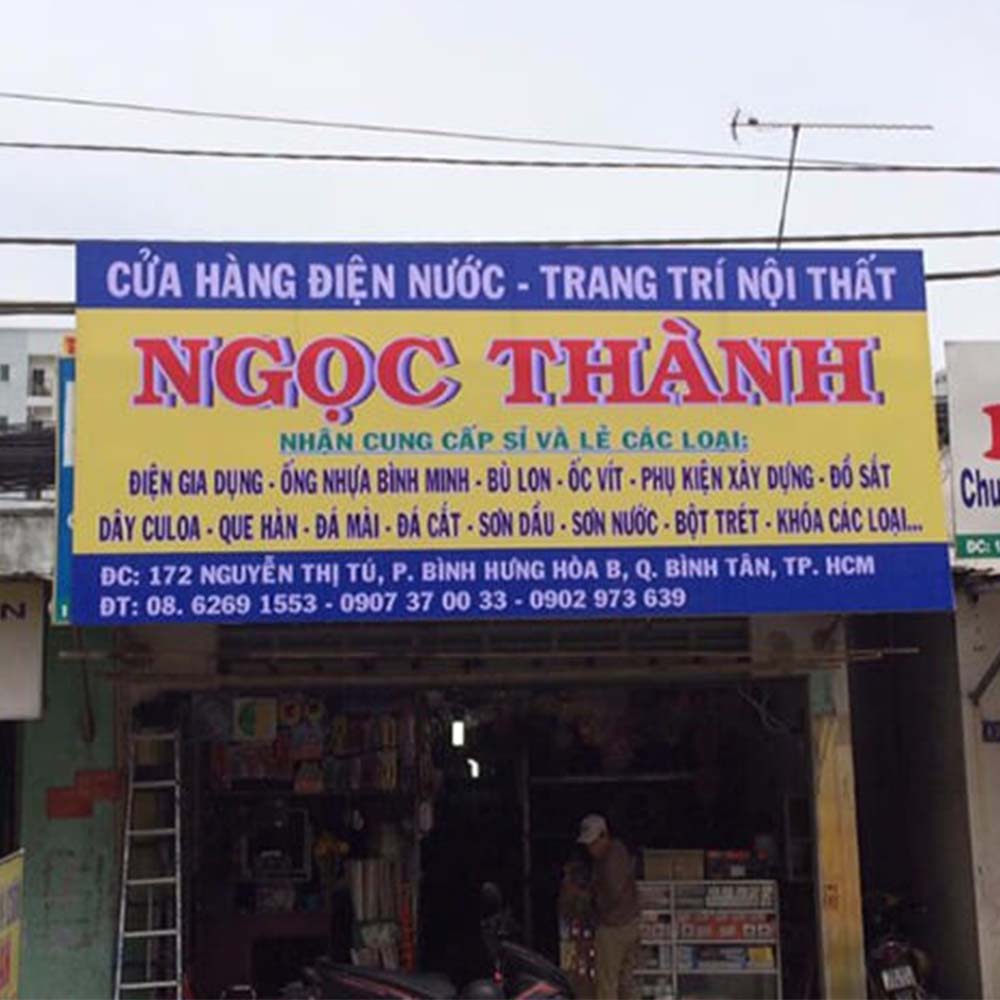 CỬA HÀNG ĐIỆN NƯỚC - TRANG TRÍ NỘI THẤT
NGỌC THÀNH
NHẬN CUNG CẤP SỈ VÀ LẺ CÁC LOẠI:
ĐIỆN GIA DỤNG - ỐNG NHỰA BÌNH MINH - BÙ LON - ỐC VÍT - PHỤ KIỆN XÂY DỰNG - ĐỒ SẮT
DÂY CULOA - QUE HÀN - ĐÁ MÀI - ĐÁ CẮT - SƠN DẦU - SƠN NƯỚC - BỘT TRÉT - KHÓA CÁC LOẠI...
ĐC: 172 NGUYỄN THỊ TÚ, P. BÌNH HƯNG HÒA B, Q. BÌNH TÂN, TP. HCM
ĐT: 08. 6269 1553 - 0907 37 00 33 - 0902 973 639
Chu
ĐC: